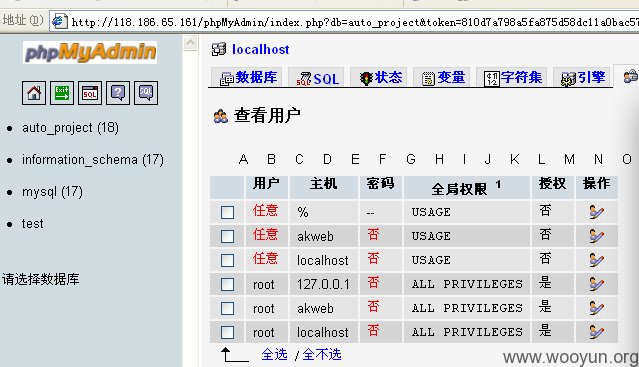 地址(D) http://118.186.65.161/phpMyAdmin/index.php?db=auto_project&token=810d7a798a5fa875d58dc11a0bac57
phpMyAdmin
localhost
数据库 SQL 状态 变量 字符集 引擎
Exit SQL ? SQL
查看用户
auto_project (18)
information_schema (17)
mysql (17)
test
请选择数据库
A B C D E F G H I J K L M N O
用户 主机 密码 全局权限 1 授权 操作
任意 % -- USAGE 否
任意 akweb 否 USAGE 否
任意 localhost 否 USAGE 否
root 127.0.0.1 否 ALL PRIVILEGES 是
root akweb 否 ALL PRIVILEGES 是
root localhost 否 ALL PRIVILEGES 是
全选 / 全不选
www.wooyun.org